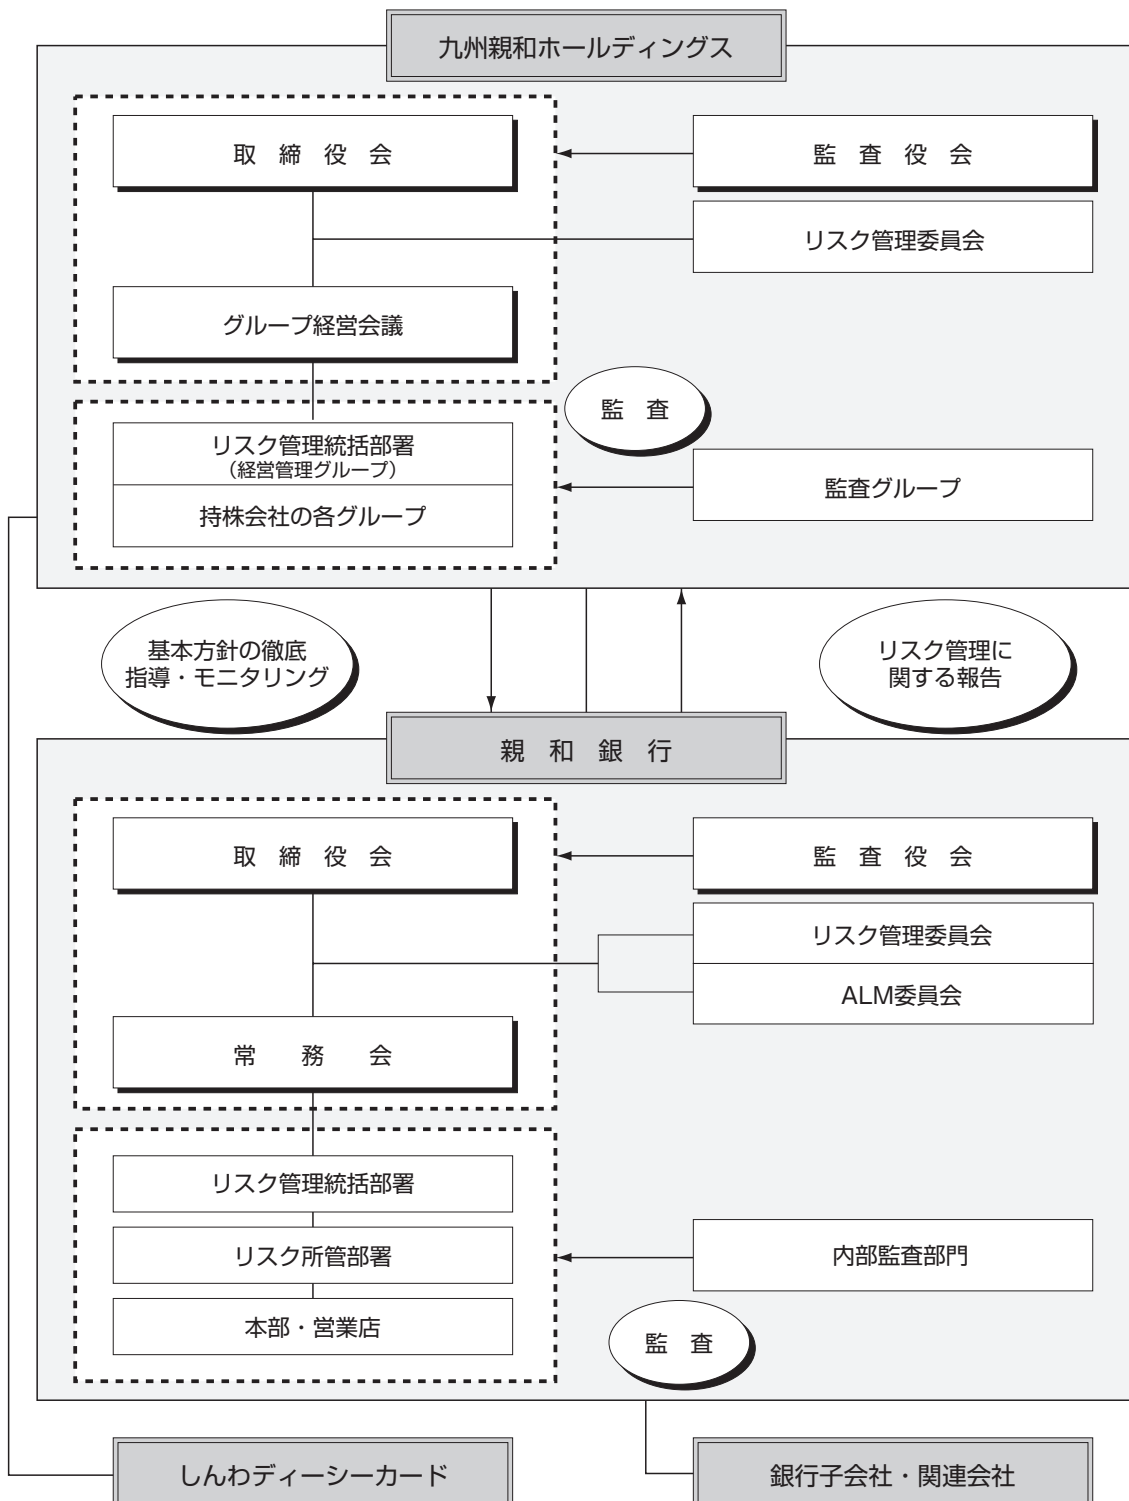 九州親和ホールディングス
取　締　役　会
監　査　役　会
リスク管理委員会
グループ経営会議
監　査
リスク管理統括部署
（経営管理グループ）
持株会社の各グループ
監査グループ
基本方針の徹底
指導・モニタリング
リスク管理に
関する報告
親　和　銀　行
取　締　役　会
監　査　役　会
リスク管理委員会
ALM委員会
常　　務　　会
リスク管理統括部署
リスク所管部署
本部・営業店
内部監査部門
監　査
しんわディーシーカード
銀行子会社・関連会社